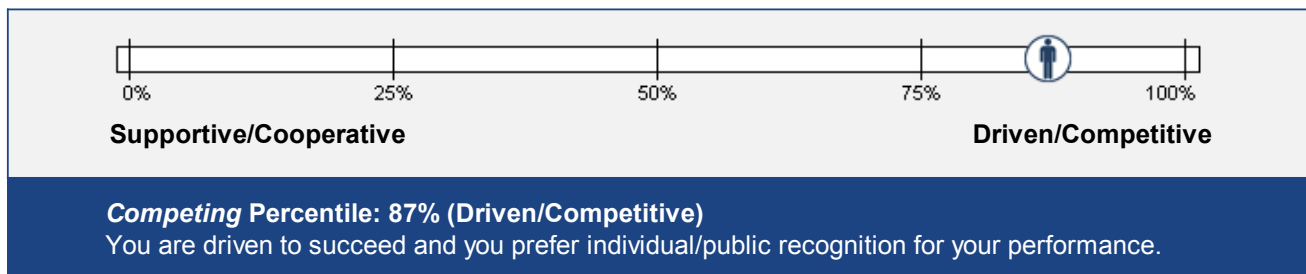 0% 25% 50% 75% 100%
Supportive/Cooperative Driven/Competitive
Competing Percentile: 87% (Driven/Competitive)
You are driven to succeed and you prefer individual/public recognition for your performance.